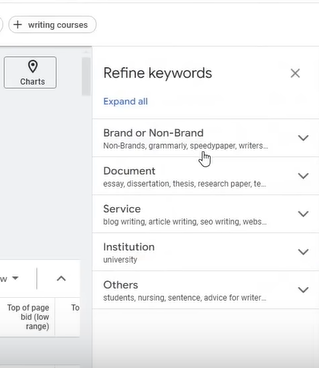 + writing courses
Charts
Refine keywords
Expand all
Brand or Non-Brand
Non-Brands, grammarly, speedypaper, writers...
Document
essay, dissertation, thesis, research paper, te...
Service
blog writing, article writing, seo writing, webs...
Institution
university
Others
students, nursing, sentence, advice for writer...
w
Top of page
bid (low
range)
To